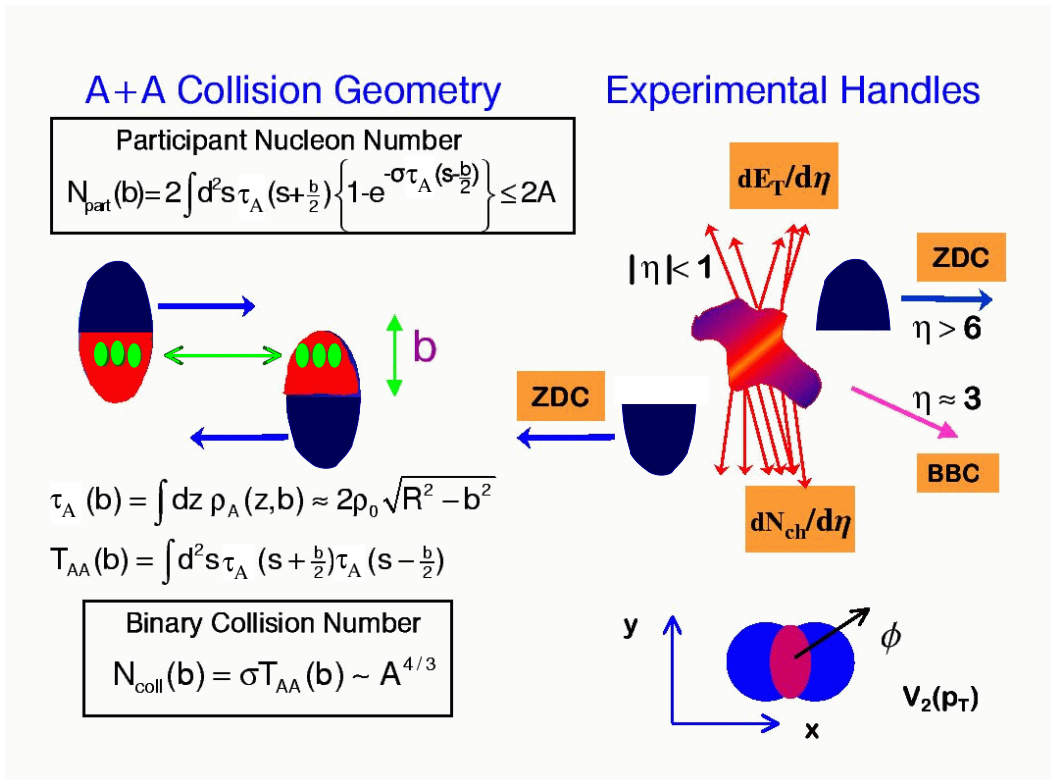 A+A Collision Geometry
Participant Nucleon Number
N_part(b)= 2∫d²s τ_A(s+ b/2){1-e^{-στ_A(s-b/2)}} ≤ 2A
b
τ_A (b) = ∫ dz ρ_A (z,b) ≈ 2ρ₀ √(R² − b²)
T_AA (b) = ∫ d²s τ_A (s + b/2)τ_A (s − b/2)
Binary Collision Number
N_coll (b) = σT_AA (b) ~ A^{4/3}
Experimental Handles
dE_T/dη
|η|< 1
ZDC
η > 6
ZDC
η ≈ 3
BBC
dN_ch/dη
y
ϕ
V₂(p_T)
x